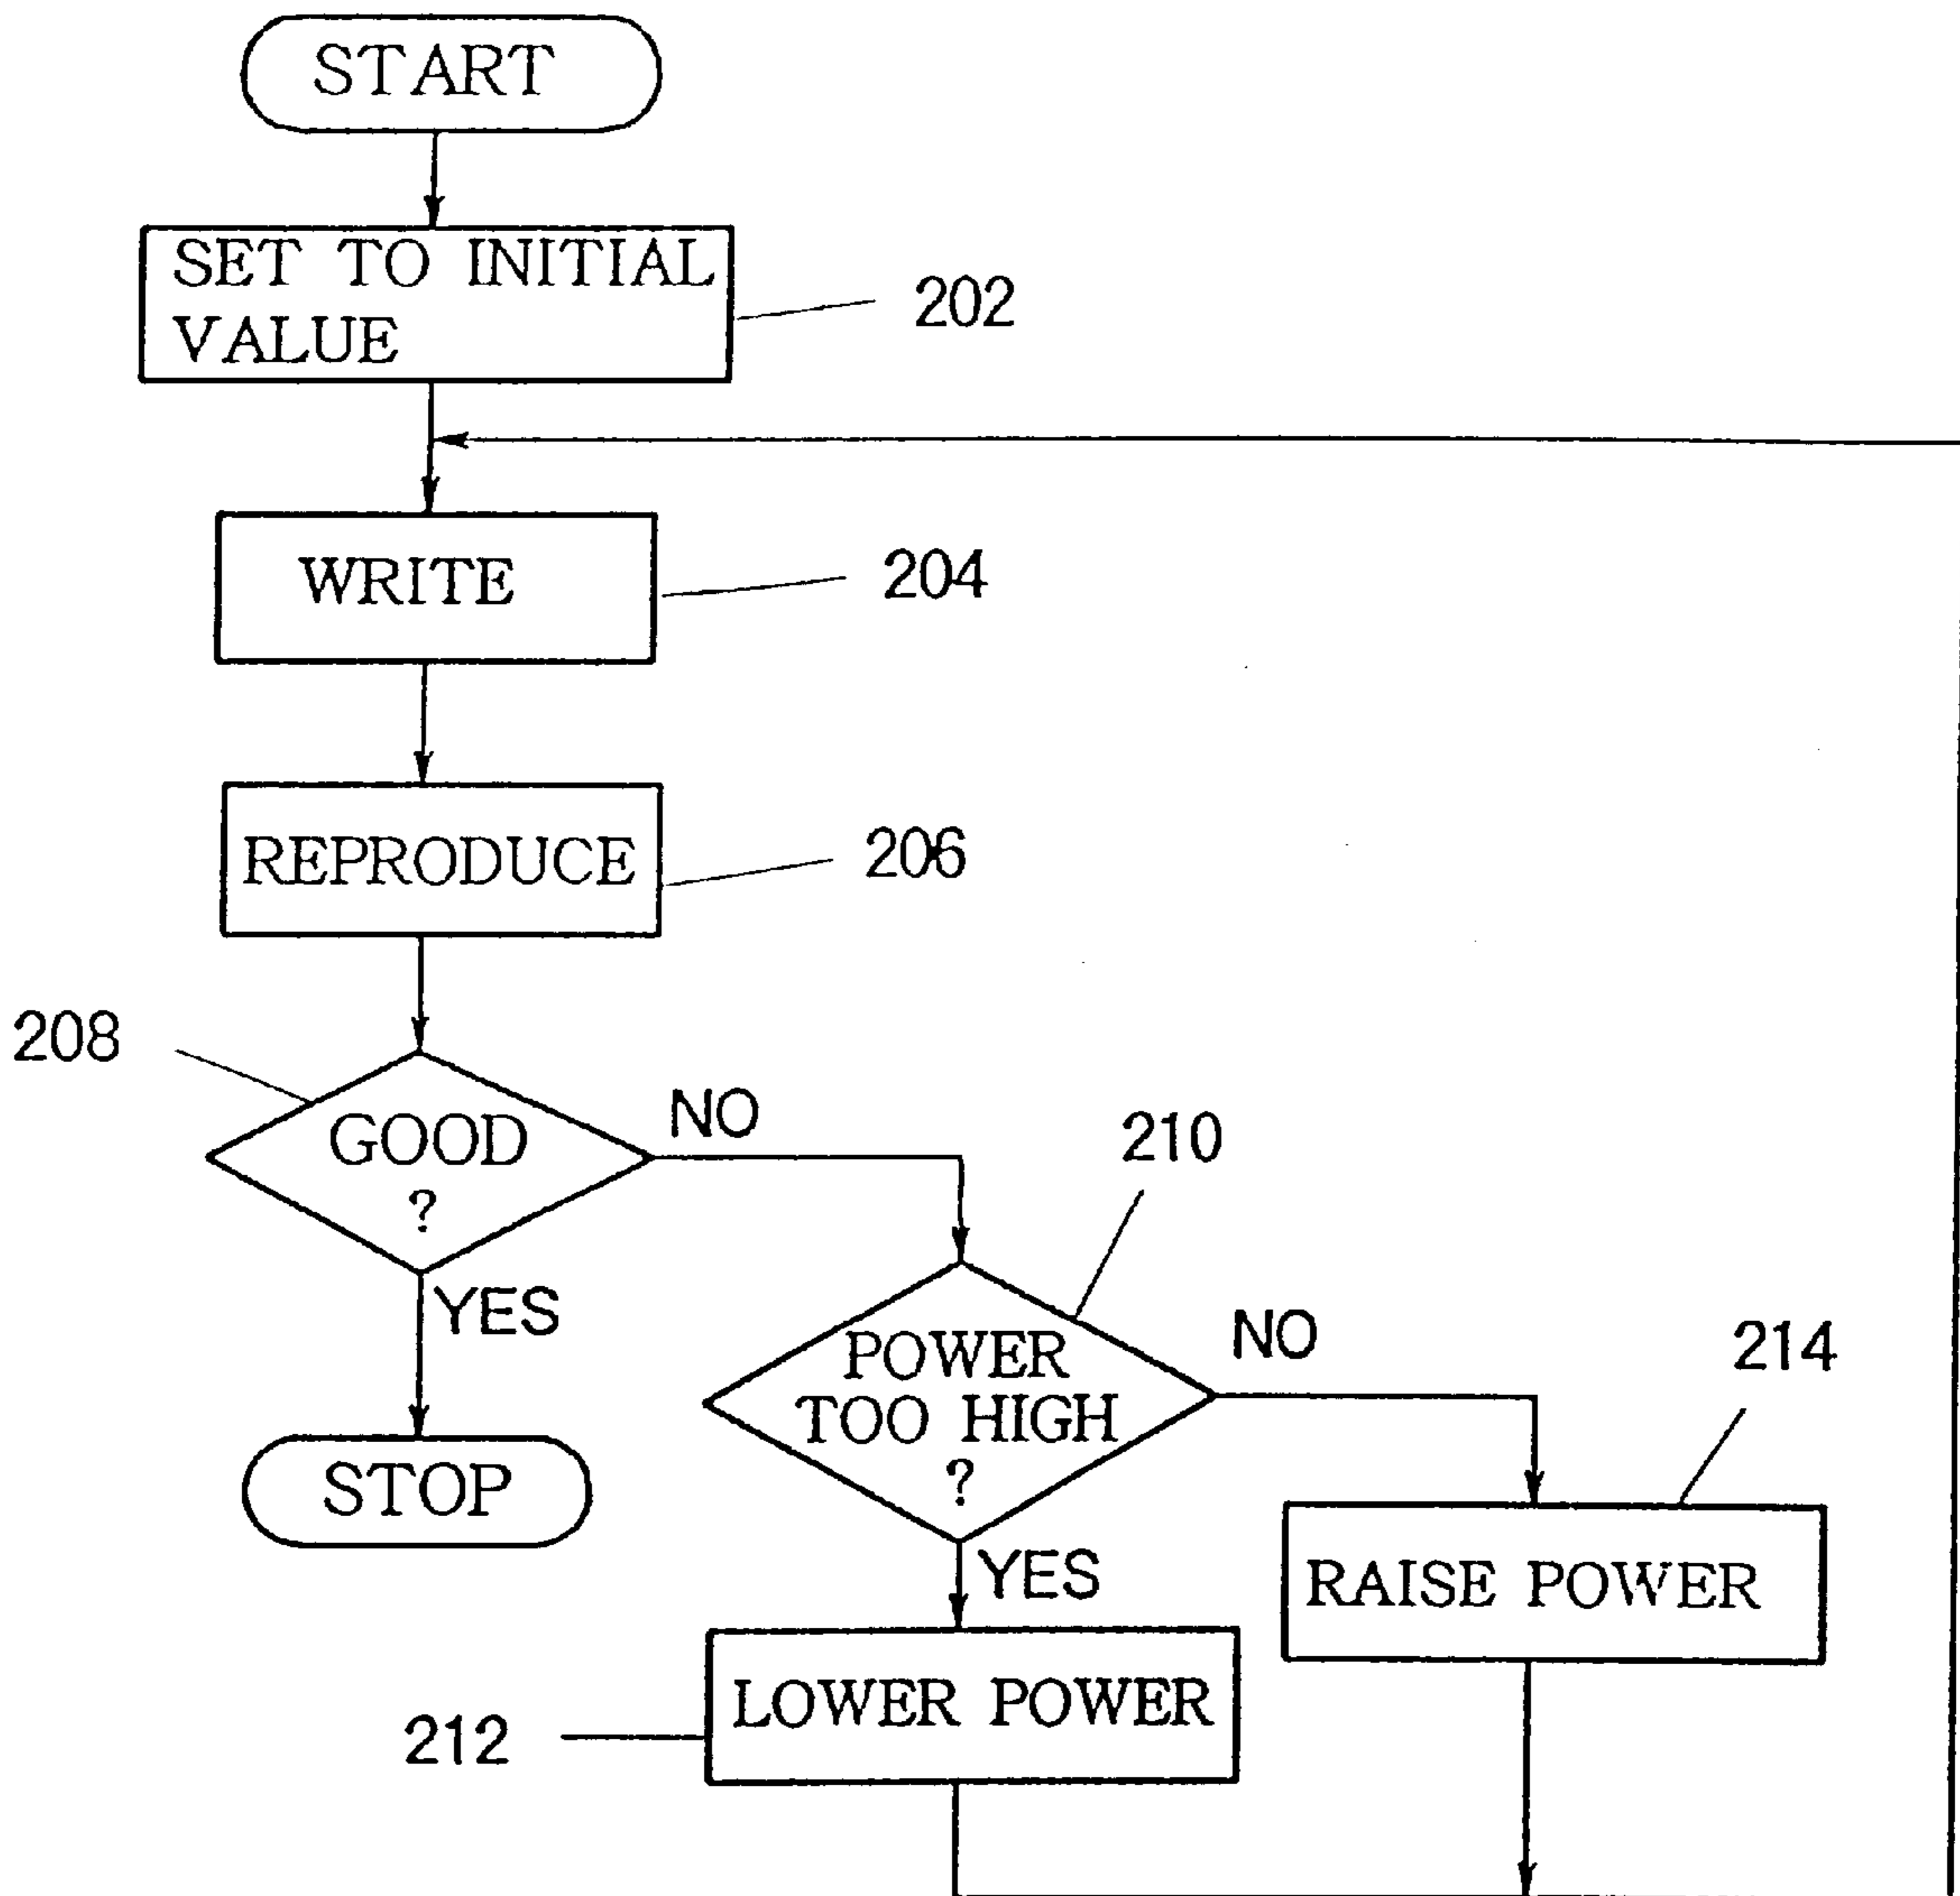 START
SET TO INITIAL
VALUE
202
WRITE
204
REPRODUCE
206
208
GOOD
?
NO
YES
STOP
210
POWER
TOO HIGH
?
NO
YES
214
RAISE POWER
LOWER POWER
212